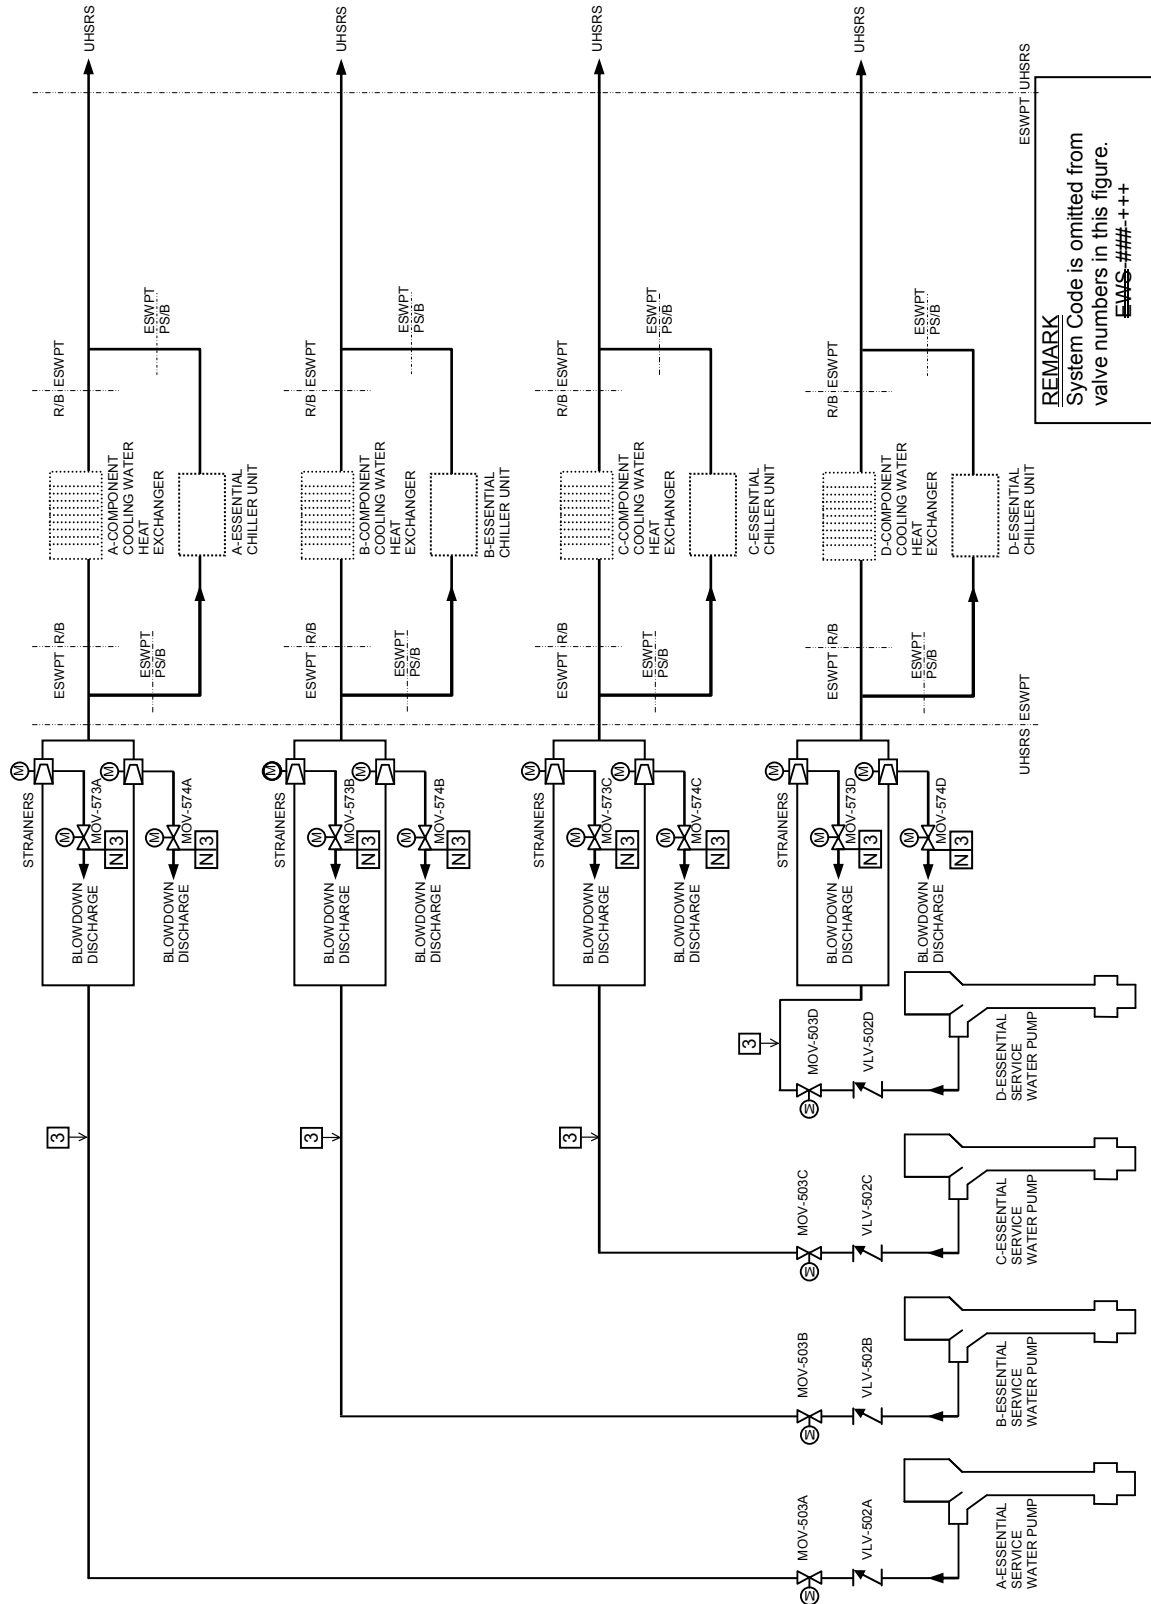 UHSRS
UHSRS
UHSRS
UHSRS
ESWPT UHSRS
R/B ESWPT
ESWPT
PS/B
A-COMPONENT
COOLING WATER
HEAT
EXCHANGER
A-ESSENTIAL
CHILLER UNIT
ESWPT R/B
ESWPT
PS/B
R/B ESWPT
ESWPT
PS/B
B-COMPONENT
COOLING WATER
HEAT
EXCHANGER
B-ESSENTIAL
CHILLER UNIT
ESWPT R/B
ESWPT
PS/B
R/B ESWPT
ESWPT
PS/B
C-COMPONENT
COOLING WATER
HEAT
EXCHANGER
C-ESSENTIAL
CHILLER UNIT
ESWPT R/B
ESWPT
PS/B
R/B ESWPT
ESWPT
PS/B
D-COMPONENT
COOLING WATER
HEAT
EXCHANGER
D-ESSENTIAL
CHILLER UNIT
ESWPT R/B
ESWPT
PS/B
UHSRS ESWPT
STRAINERS
M
M
MOV-573A
N 3
BLOWDOWN
DISCHARGE
M
M
MOV-574A
N 3
BLOWDOWN
DISCHARGE
STRAINERS
M
M
MOV-573B
N 3
BLOWDOWN
DISCHARGE
M
M
MOV-574B
N 3
BLOWDOWN
DISCHARGE
STRAINERS
M
M
MOV-573C
N 3
BLOWDOWN
DISCHARGE
M
M
MOV-574C
N 3
BLOWDOWN
DISCHARGE
STRAINERS
M
M
MOV-573D
N 3
BLOWDOWN
DISCHARGE
M
M
MOV-574D
N 3
BLOWDOWN
DISCHARGE
3
3
3
3
MOV-503A
M
VLV-502A
A-ESSENTIAL
SERVICE
WATER PUMP
MOV-503B
M
VLV-502B
B-ESSENTIAL
SERVICE
WATER PUMP
MOV-503C
M
VLV-502C
C-ESSENTIAL
SERVICE
WATER PUMP
MOV-503D
M
VLV-502D
D-ESSENTIAL
SERVICE
WATER PUMP
REMARK
System Code is omitted from
valve numbers in this figure.
EWS-###-+++